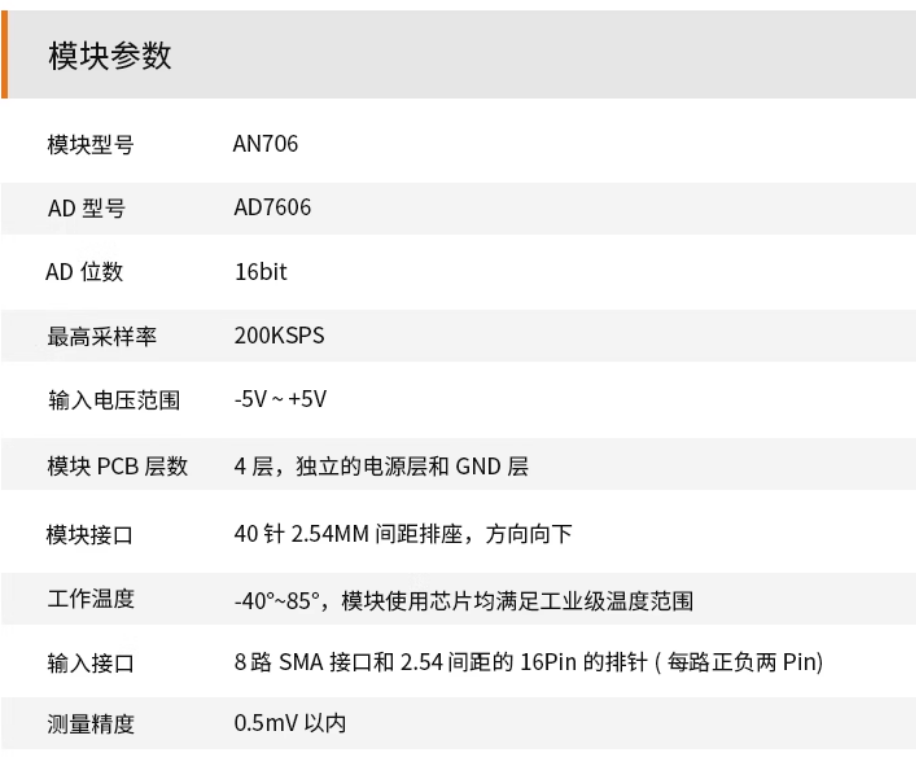 模块参数
模块型号 AN706
AD 型号 AD7606
AD 位数 16bit
最高采样率 200KSPS
输入电压范围 -5V ~ +5V
模块 PCB 层数 4 层，独立的电源层和 GND 层
模块接口 40 针 2.54MM 间距排座，方向向下
工作温度 -40°~85°，模块使用芯片均满足工业级温度范围
输入接口 8 路 SMA 接口和 2.54 间距的 16Pin 的排针 ( 每路正负两 Pin)
测量精度 0.5mV 以内